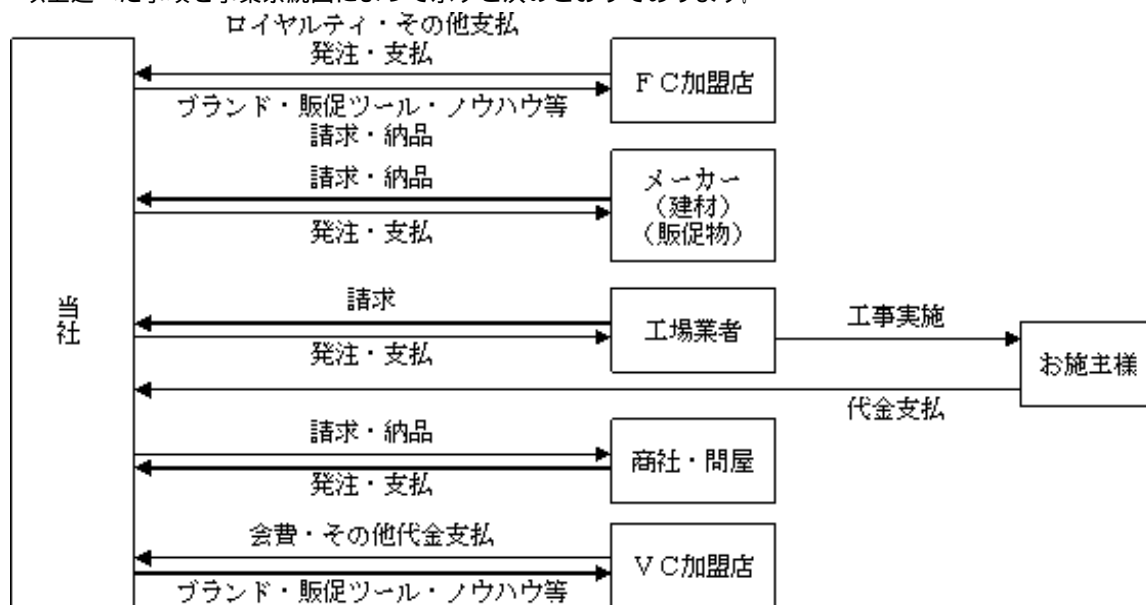 ロイヤルティ・その他支払
発注・支払
FC加盟店
ブランド・販促ツール・ノウハウ等
請求・納品
請求・納品
メーカー
(建材)
(販促物)
発注・支払
当社
請求
工場業者
発注・支払
工事実施
お施主様
代金支払
請求・納品
商社・問屋
発注・支払
会費・その他代金支払
VC加盟店
ブランド・販促ツール・ノウハウ等